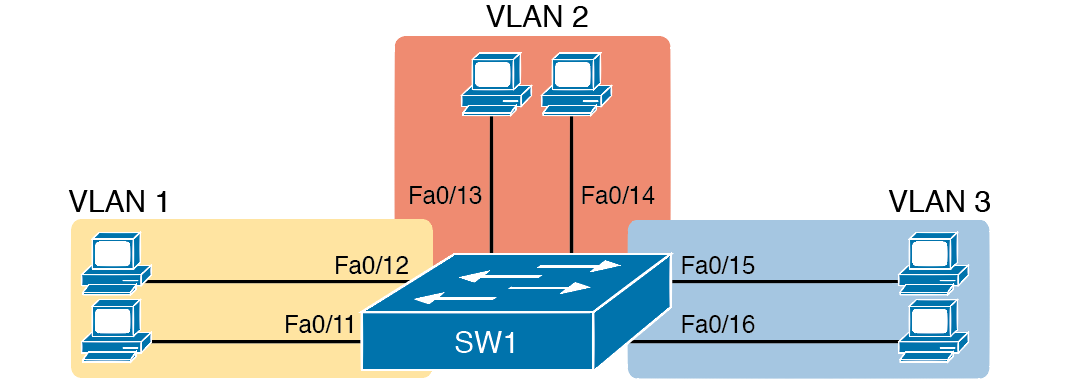 VLAN 2
Fa0/13
Fa0/14
VLAN 1
VLAN 3
Fa0/12
Fa0/15
Fa0/11
Fa0/16
SW1